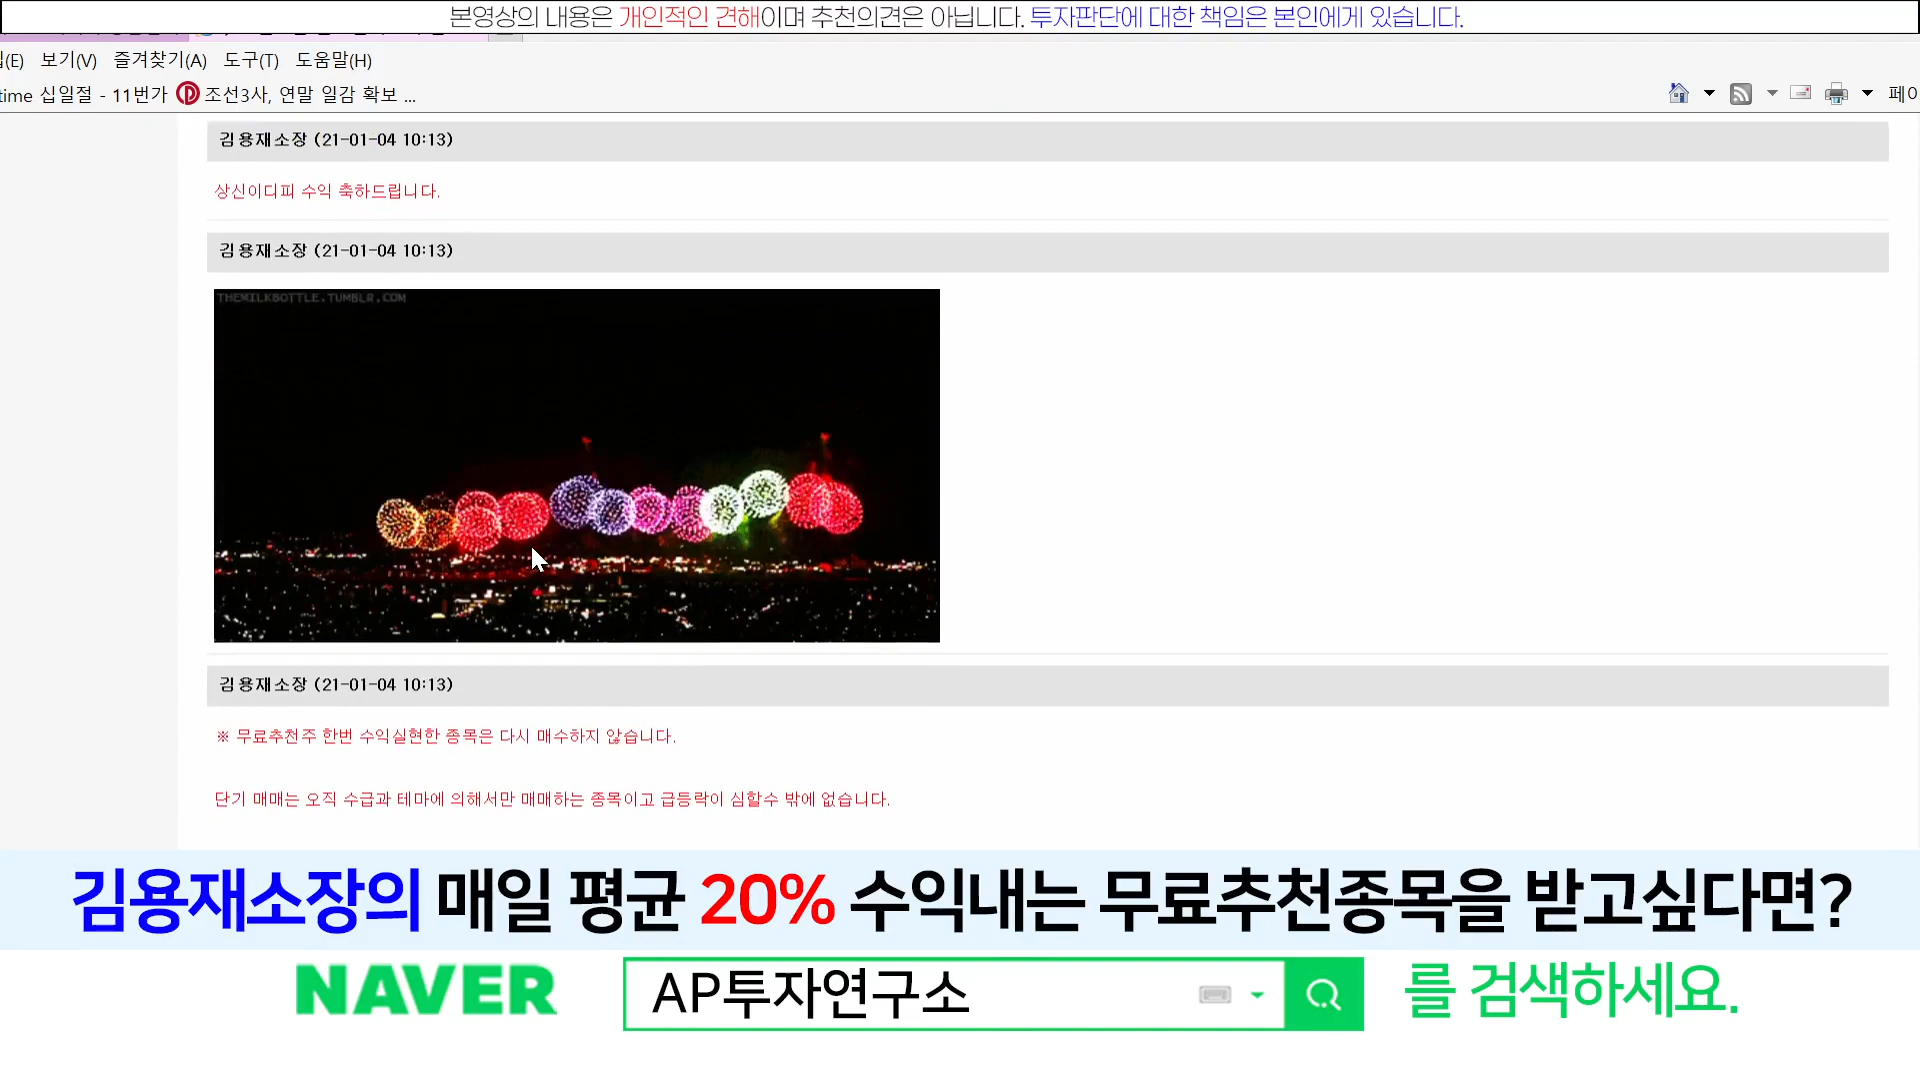 본영상의 내용은 개인적인 견해이며 추천의견은 아닙니다. 투자판단에 대한 책임은 본인에게 있습니다.
(E) 보기(V) 즐겨찾기(A) 도구(T) 도움말(H)
time 십일절 - 11번가 조선3사, 연말 일감 확보 ... 페이
김용재소장 (21-01-04 10:13)
상신이디피 수익 축하드립니다.
김용재소장 (21-01-04 10:13)
THEMILKBOTTLE.TUMBLR.COM
김용재소장 (21-01-04 10:13)
※ 무료추천주 한번 수익실현한 종목은 다시 매수하지 않습니다.
단기 매매는 오직 수급과 테마에 의해서만 매매하는 종목이고 급등락이 심할수 밖에 없습니다.
김용재소장의 매일 평균 20% 수익내는 무료추천종목을 받고싶다면?
NAVER AP투자연구소 를 검색하세요.